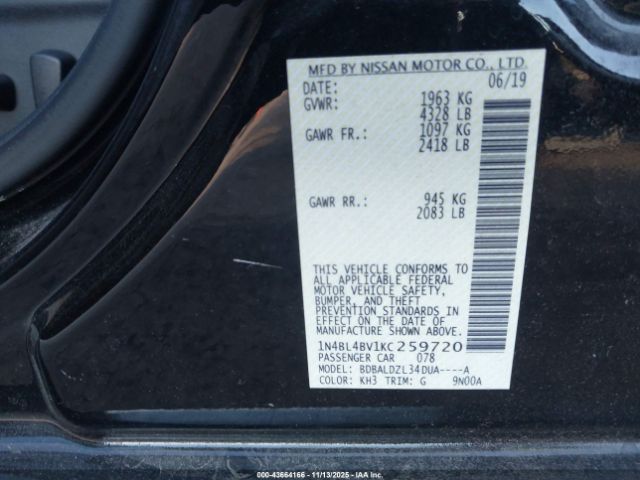 MFD BY NISSAN MOTOR CO., LTD.
DATE: 06/19
GVWR: 1963 KG
4328 LB
GAWR FR.: 1097 KG
2418 LB
GAWR RR.: 945 KG
2083 LB
THIS VEHICLE CONFORMS TO
ALL APPLICABLE FEDERAL
MOTOR VEHICLE SAFETY,
BUMPER, AND THEFT
PREVENTION STANDARDS
IN EFFECT ON THE DATE OF
MANUFACTURE SHOWN ABOVE.
1N4BL4BV1KC259720
PASSENGER CAR 078
MODEL: BDBALDZL34DUA----A
COLOR: KH3 TRIM: G 9N00A
000-43664166 - 11/13/2025 - IAA Corp.